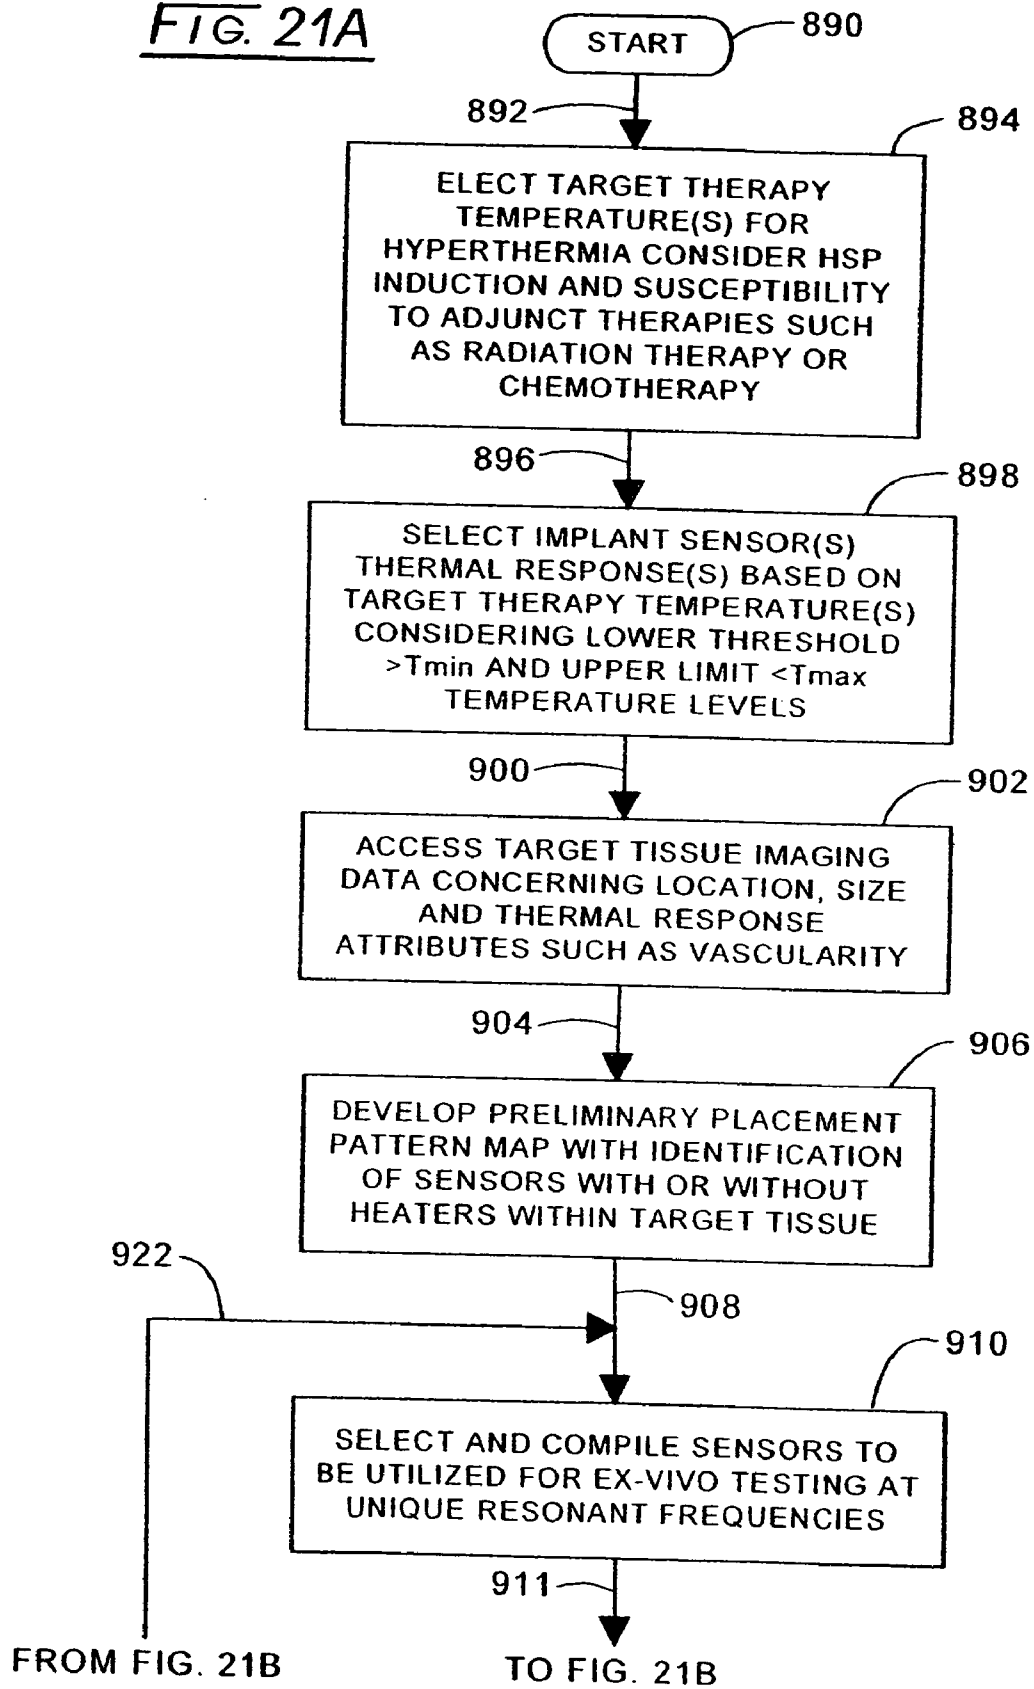 FIG. 21A
START
890
892
894
ELECT TARGET THERAPY
TEMPERATURE(S) FOR
HYPERTHERMIA CONSIDER HSP
INDUCTION AND SUSCEPTIBILITY
TO ADJUNCT THERAPIES SUCH
AS RADIATION THERAPY OR
CHEMOTHERAPY
896
898
SELECT IMPLANT SENSOR(S)
THERMAL RESPONSE(S) BASED ON
TARGET THERAPY TEMPERATURE(S)
CONSIDERING LOWER THRESHOLD
>Tmin AND UPPER LIMIT <Tmax
TEMPERATURE LEVELS
900
902
ACCESS TARGET TISSUE IMAGING
DATA CONCERNING LOCATION, SIZE
AND THERMAL RESPONSE
ATTRIBUTES SUCH AS VASCULARITY
904
906
DEVELOP PRELIMINARY PLACEMENT
PATTERN MAP WITH IDENTIFICATION
OF SENSORS WITH OR WITHOUT
HEATERS WITHIN TARGET TISSUE
922
908
910
SELECT AND COMPILE SENSORS TO
BE UTILIZED FOR EX-VIVO TESTING AT
UNIQUE RESONANT FREQUENCIES
911
FROM FIG. 21B
TO FIG. 21B